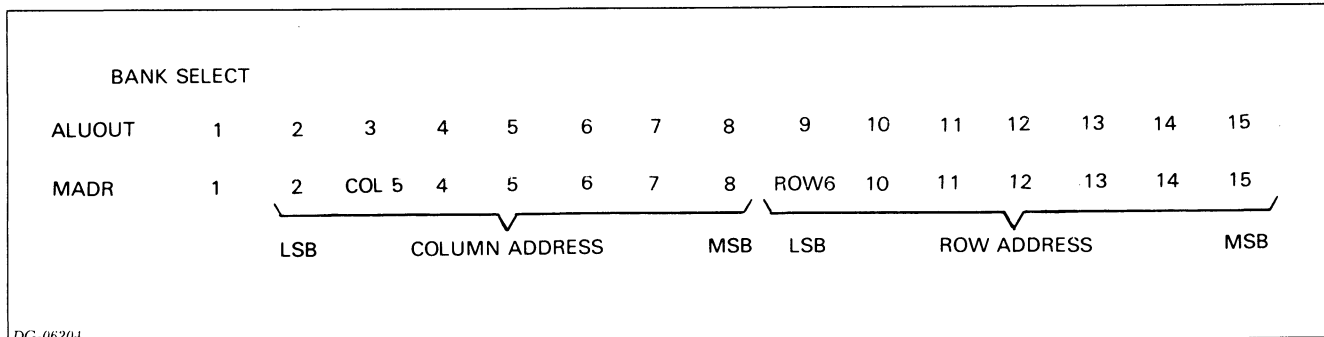 BANK SELECT
ALUOUT 1 2 3 4 5 6 7 8 9 10 11 12 13 14 15
MADR 1 2 COL 5 4 5 6 7 8 ROW6 10 11 12 13 14 15
LSB COLUMN ADDRESS MSB LSB ROW ADDRESS MSB